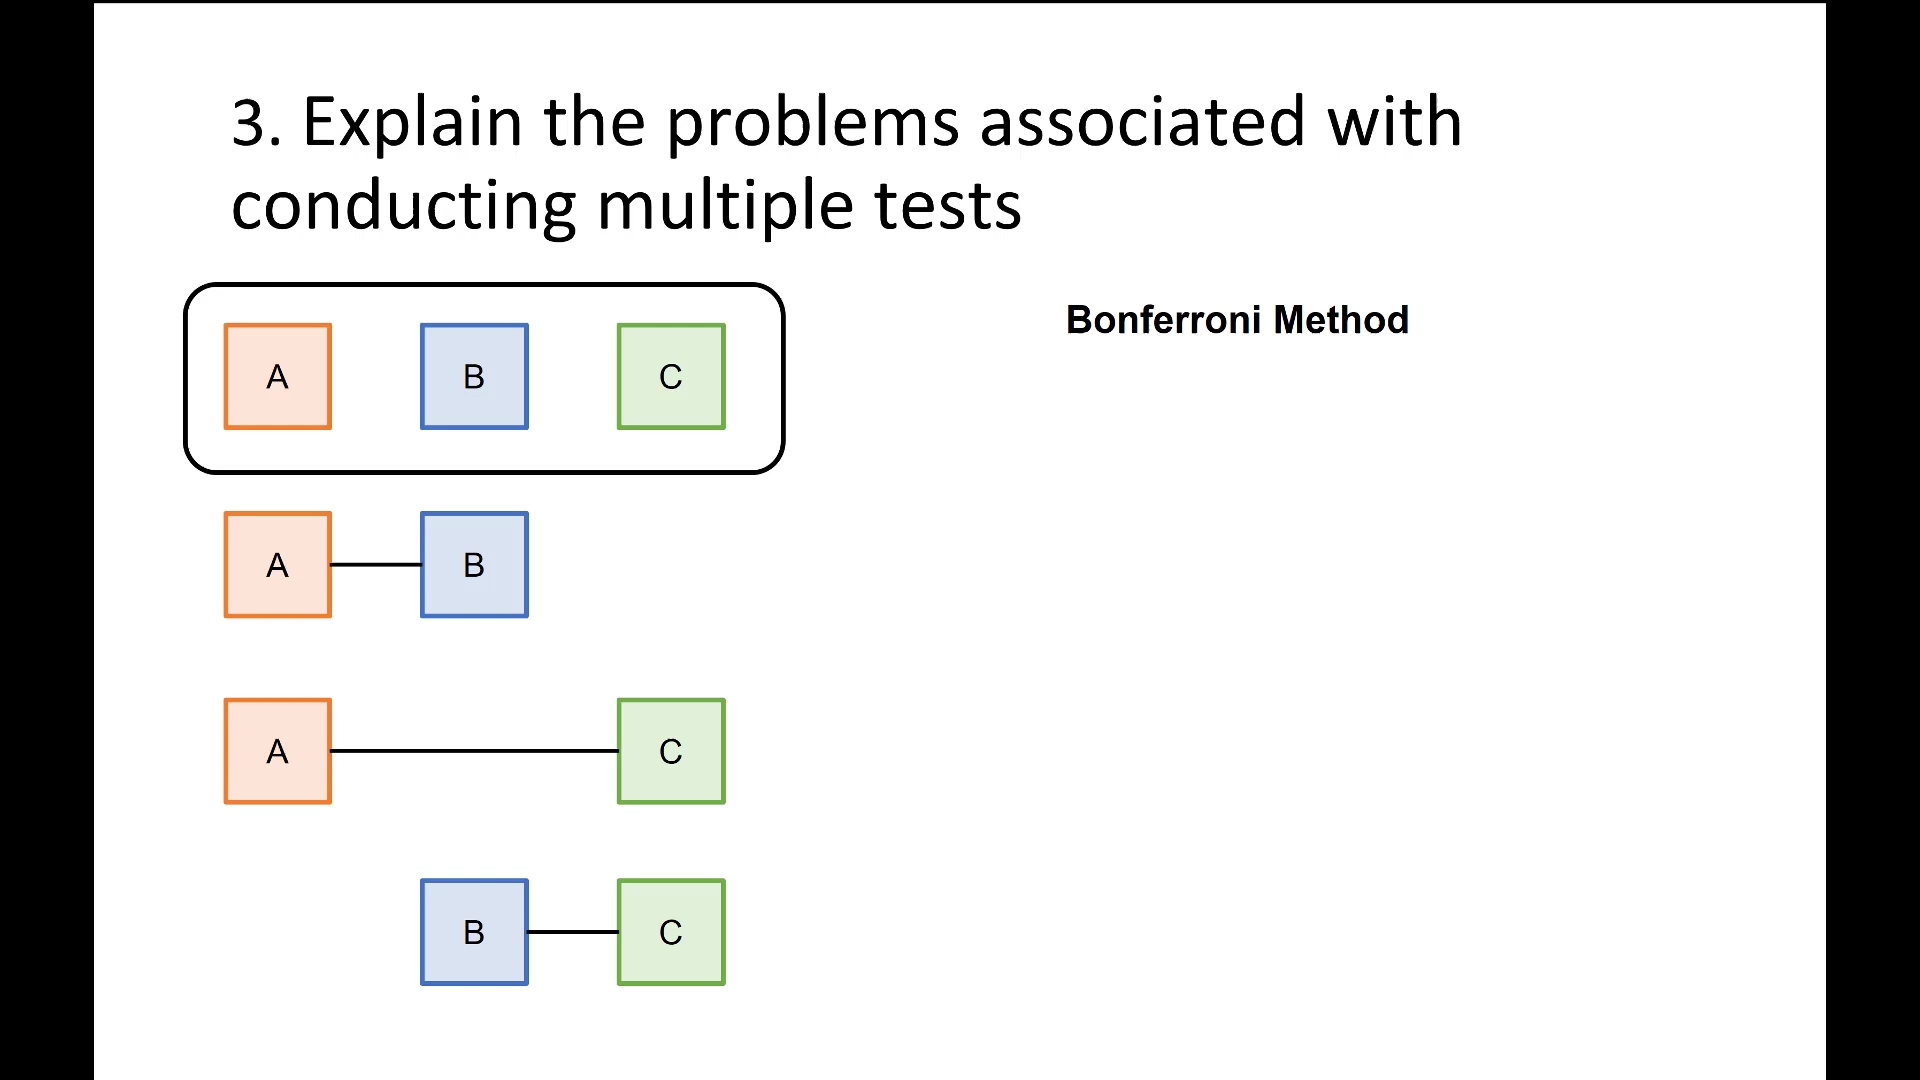 3. Explain the problems associated with
conducting multiple tests
Bonferroni Method
A B C
A B
A C
B C